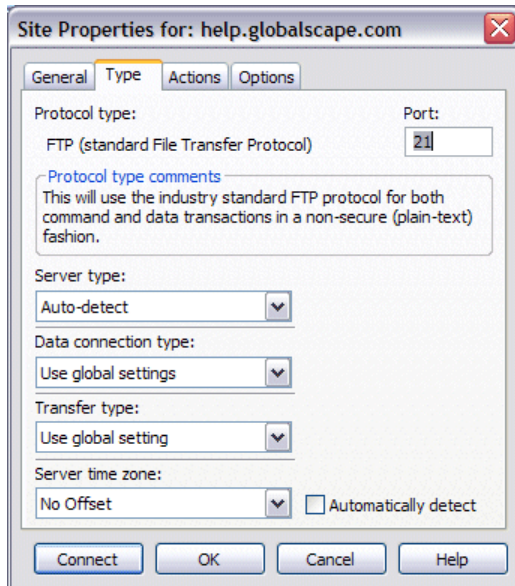 Site Properties for: help.globalscape.com
General Type Actions Options
Protocol type: Port:
FTP (standard File Transfer Protocol) 21
Protocol type comments
This will use the industry standard FTP protocol for both
command and data transactions in a non-secure (plain-text)
fashion.
Server type:
Auto-detect
Data connection type:
Use global settings
Transfer type:
Use global setting
Server time zone:
No Offset Automatically detect
Connect OK Cancel Help